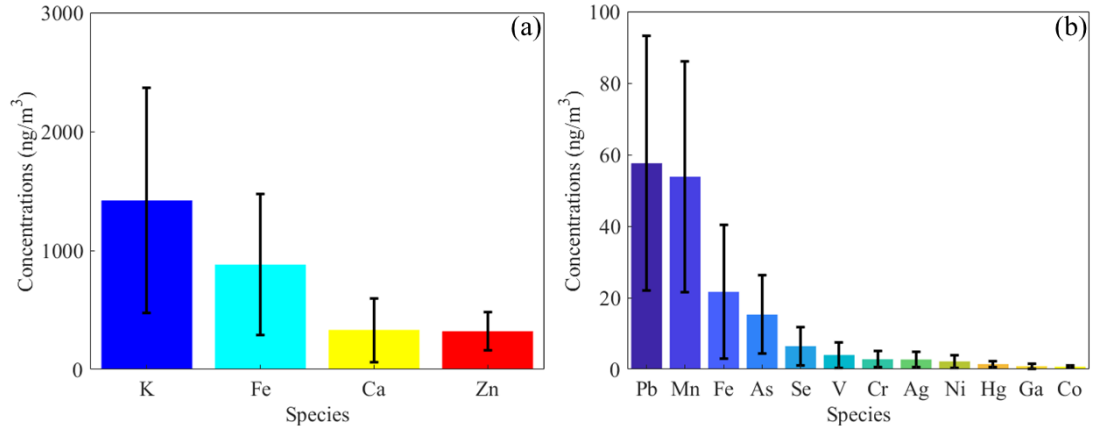 (a)
Concentrations (ng/m³)
3000
2000
1000
0
K Fe Ca Zn
Species
(b)
Concentrations (ng/m³)
100
80
60
40
20
0
Pb Mn Fe As Se V Cr Ag Ni Hg Ga Co
Species